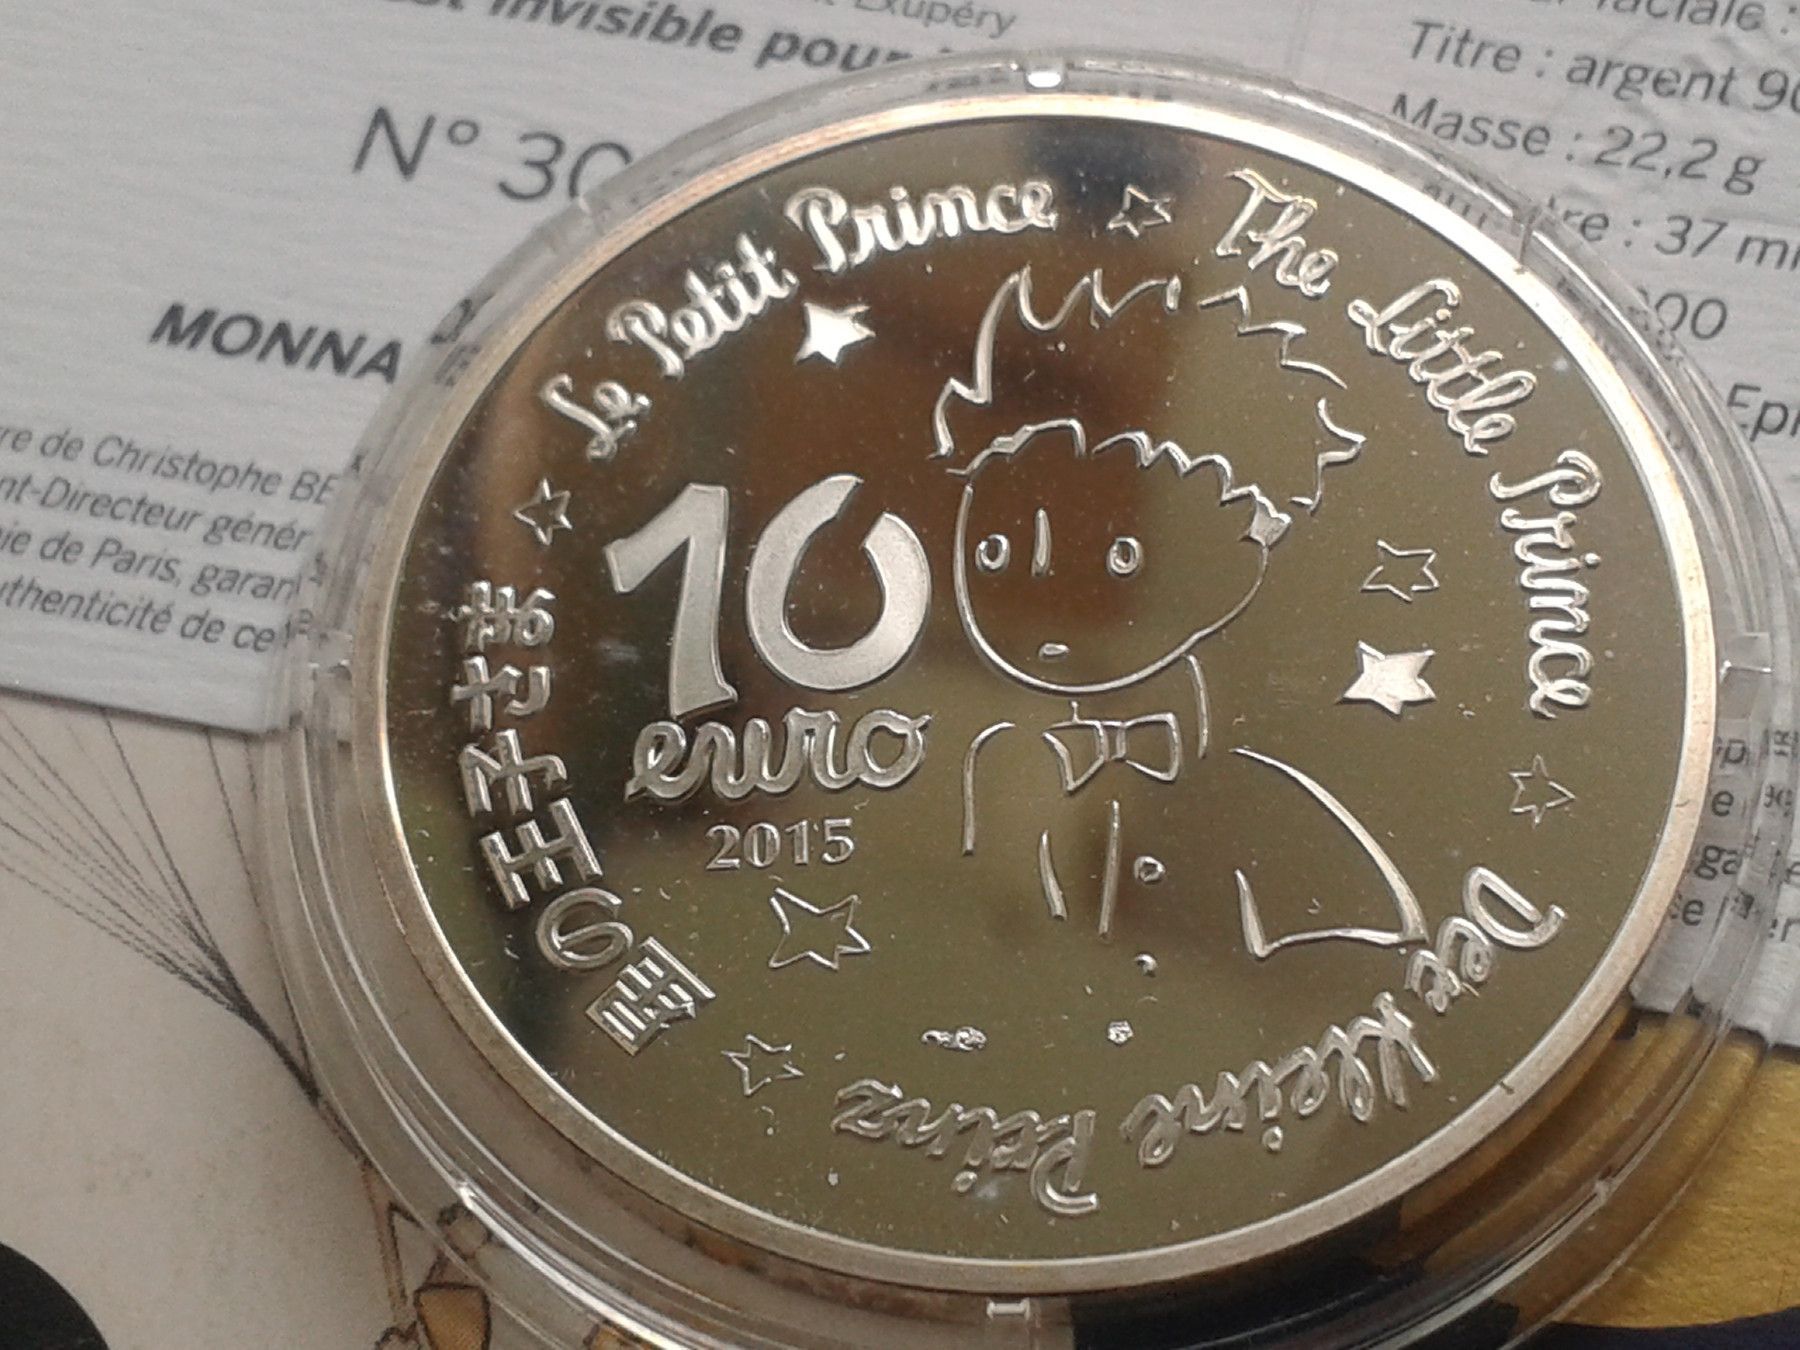 Exupéry
invisible pour
N° 30
MONNA
re de Christophe BE
nt-Directeur génér
ie de Paris, garan
uthenticité de ce
faciale :
Titre : argent 90
Masse : 22,2 g
tre : 37 m
Le Petit Prince
The Little Prince
Der Kleine Prinz
星の王子さま
10
euro
2015